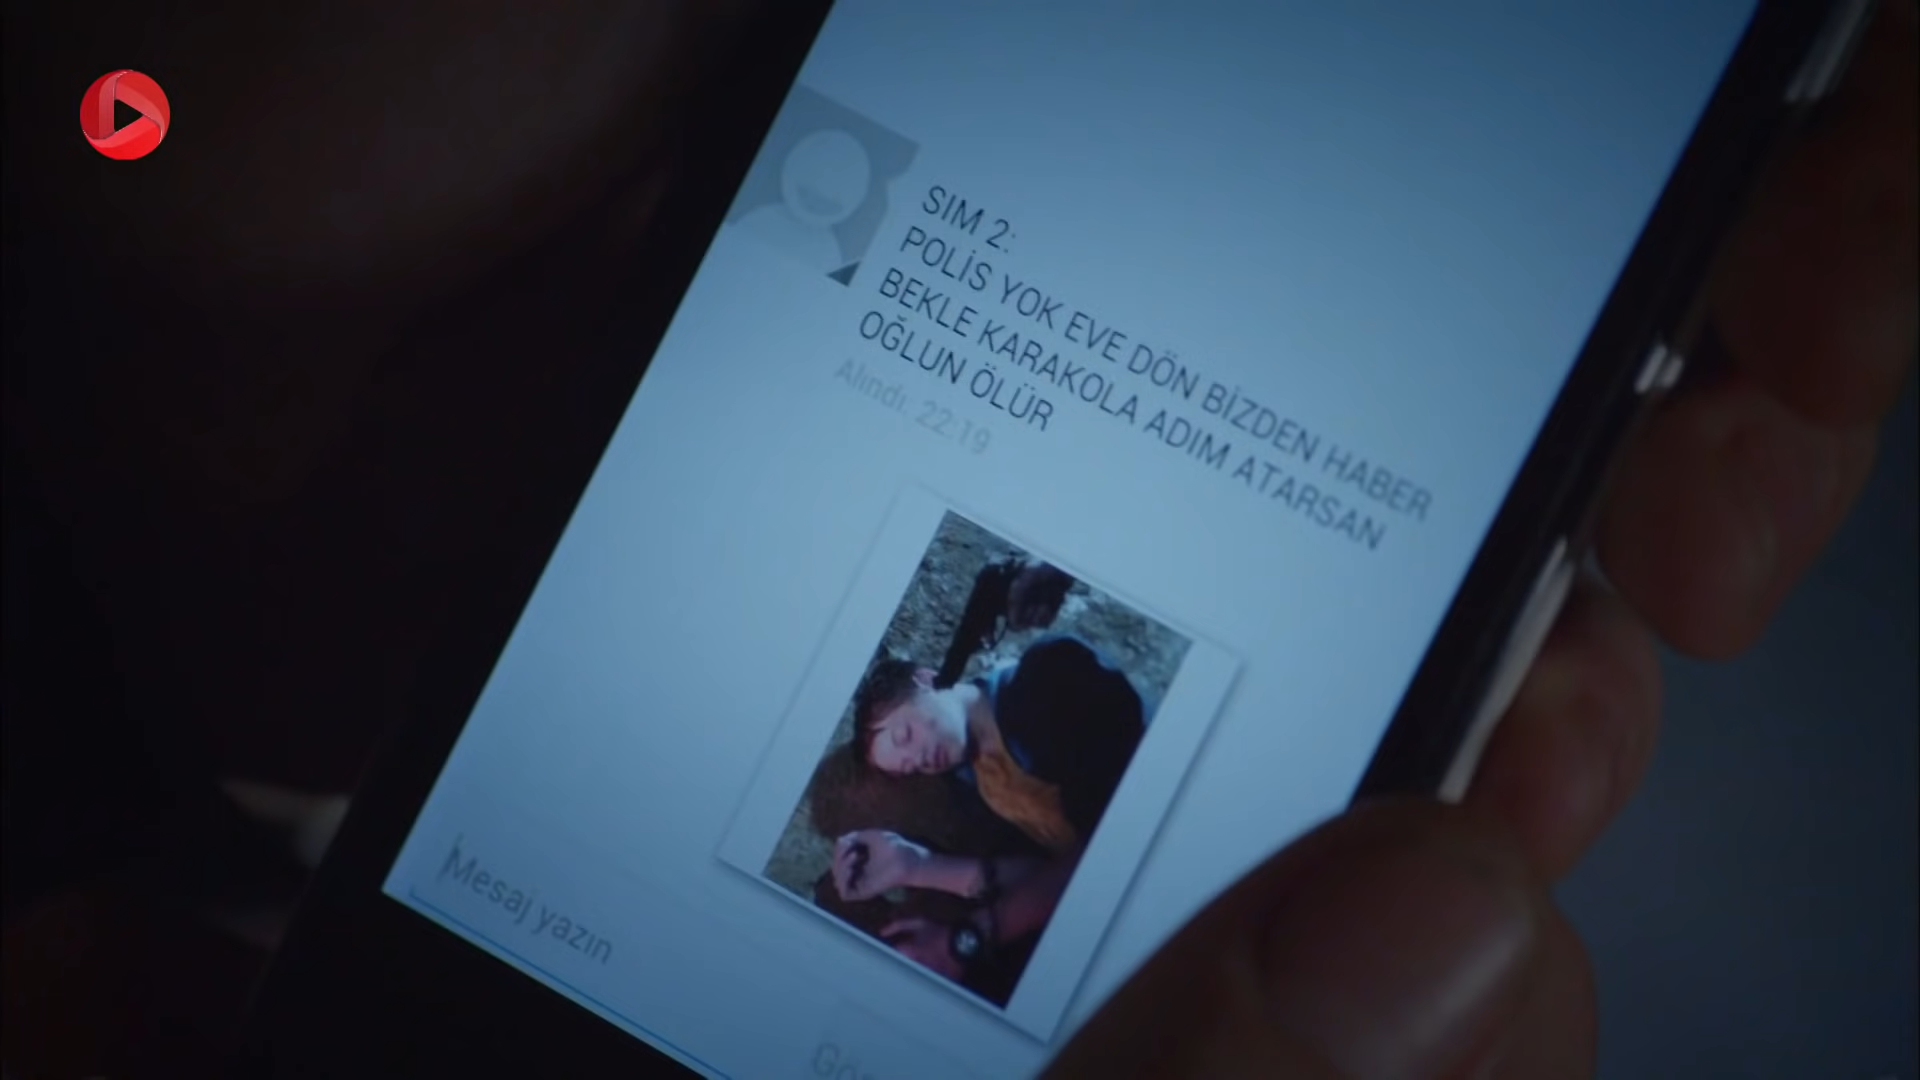 SIM 2:
POLİS YOK EVE DÖN BİZDEN HABER
BEKLE KARAKOLA ADIM ATARSAN
OĞLUN ÖLÜR
Alındı. 22:19
Mesaj yazın